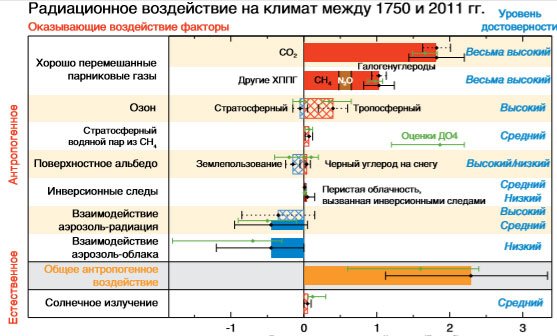 Радиационное воздействие на климат между 1750 и 2011 гг.
Оказывающие воздействие факторы
Уровень
достоверности
Антропогенное
Естественное
Хорошо перемешанные
парниковые газы
CO₂
Весьма высокий
Другие ХППГ
CH₄
N₂O
Галогенуглероды
Весьма высокий
Озон
Стратосферный
Тропосферный
Высокий
Стратосферный
водяной пар из CH₄
Оценки ДО4
Средний
Поверхностное альбедо
Землепользование
Черный углерод на снегу
Высокий/низкий
Инверсионные следы
Перистая облачность,
вызванная инверсионными следами
Средний
Низкий
Взаимодействие
аэрозоль-радиация
Высокий
Средний
Взаимодействие
аэрозоль-облака
Низкий
Общее антропогенное
воздействие
Солнечное излучение
Средний
-1 0 1 2 3